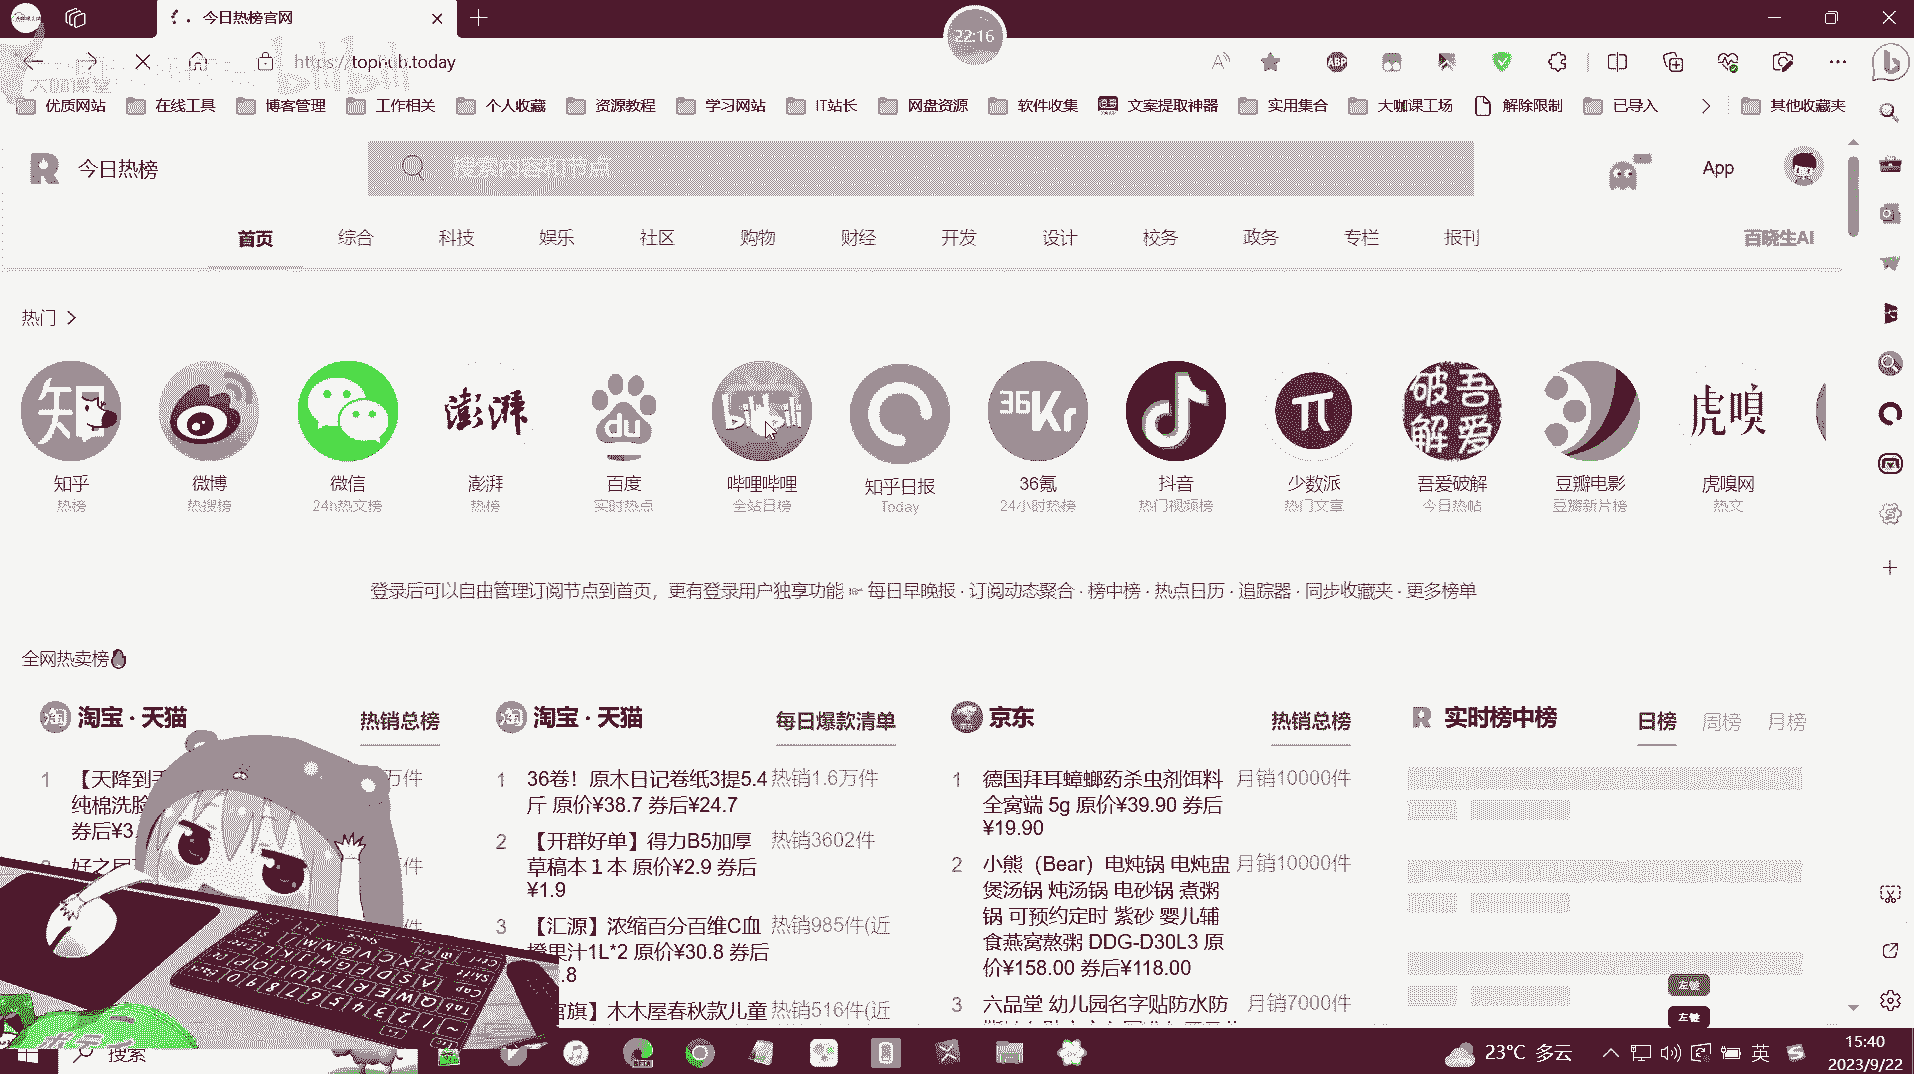 今日热榜官网
22:16
https://tophub.today
ABP
优质网站 在线工具 博客管理 工作相关 个人收藏 资源教程 学习网站 IT站长 网盘资源 软件收集 文案提取神器 实用集合 大咖课工场 解除限制 已导入 其他收藏夹
今日热榜
搜索内容和节点
App
首页 综合 科技 娱乐 社区 购物 财经 开发 设计 校务 政务 专栏 报刊 百晓生AI
热门
知 澎湃 du bilibili 36Kr 吾爱破解 虎嗅
知乎 微博 微信 澎湃 百度 哔哩哔哩 知乎日报 36氪 抖音 少数派 吾爱破解 豆瓣电影 虎嗅网
热榜 热搜榜 24h热文榜 热榜 实时热点 全站日榜 Today 24小时热榜 热门视频榜 热门文章 今日热帖 豆瓣新片榜 热文
登录后可以自由管理订阅节点到首页，更有登录用户独享功能 ☞ 每日早晚报 · 订阅动态聚合 · 榜中榜 · 热点日历 · 追踪器 · 同步收藏夹 · 更多榜单
全网热卖榜
淘宝 · 天猫 热销总榜
1 【天降到
纯棉洗脸
券后¥3.
万件
2
件
淘宝 · 天猫 每日爆款清单
1 36卷！原木日记卷纸3提5.4 热销1.6万件
斤 原价¥38.7 券后¥24.7
2 【开群好单】得力B5加厚 热销3602件
草稿本１本 原价¥2.9 券后
¥1.9
3 【汇源】浓缩百分百维C血 热销985件(近
橙果汁1L*2 原价¥30.8 券后
.8
旗】木木屋春秋款儿童 热销516件(近
京东 热销总榜
1 德国拜耳蟑螂药杀虫剂饵料 月销10000件
全窝端 5g 原价¥39.90 券后
¥19.90
2 小熊（Bear）电炖锅 电炖盅 月销10000件
煲汤锅 炖汤锅 电砂锅 煮粥
锅 可预约定时 紫砂 婴儿辅
食燕窝熬粥 DDG-D30L3 原
价¥158.00 券后¥118.00
3 六品堂 幼儿园名字贴防水防 月销7000件
实时榜中榜 日榜 周榜 月榜
左键
左键
搜索
23°C 多云
英
15:40
2023/9/22